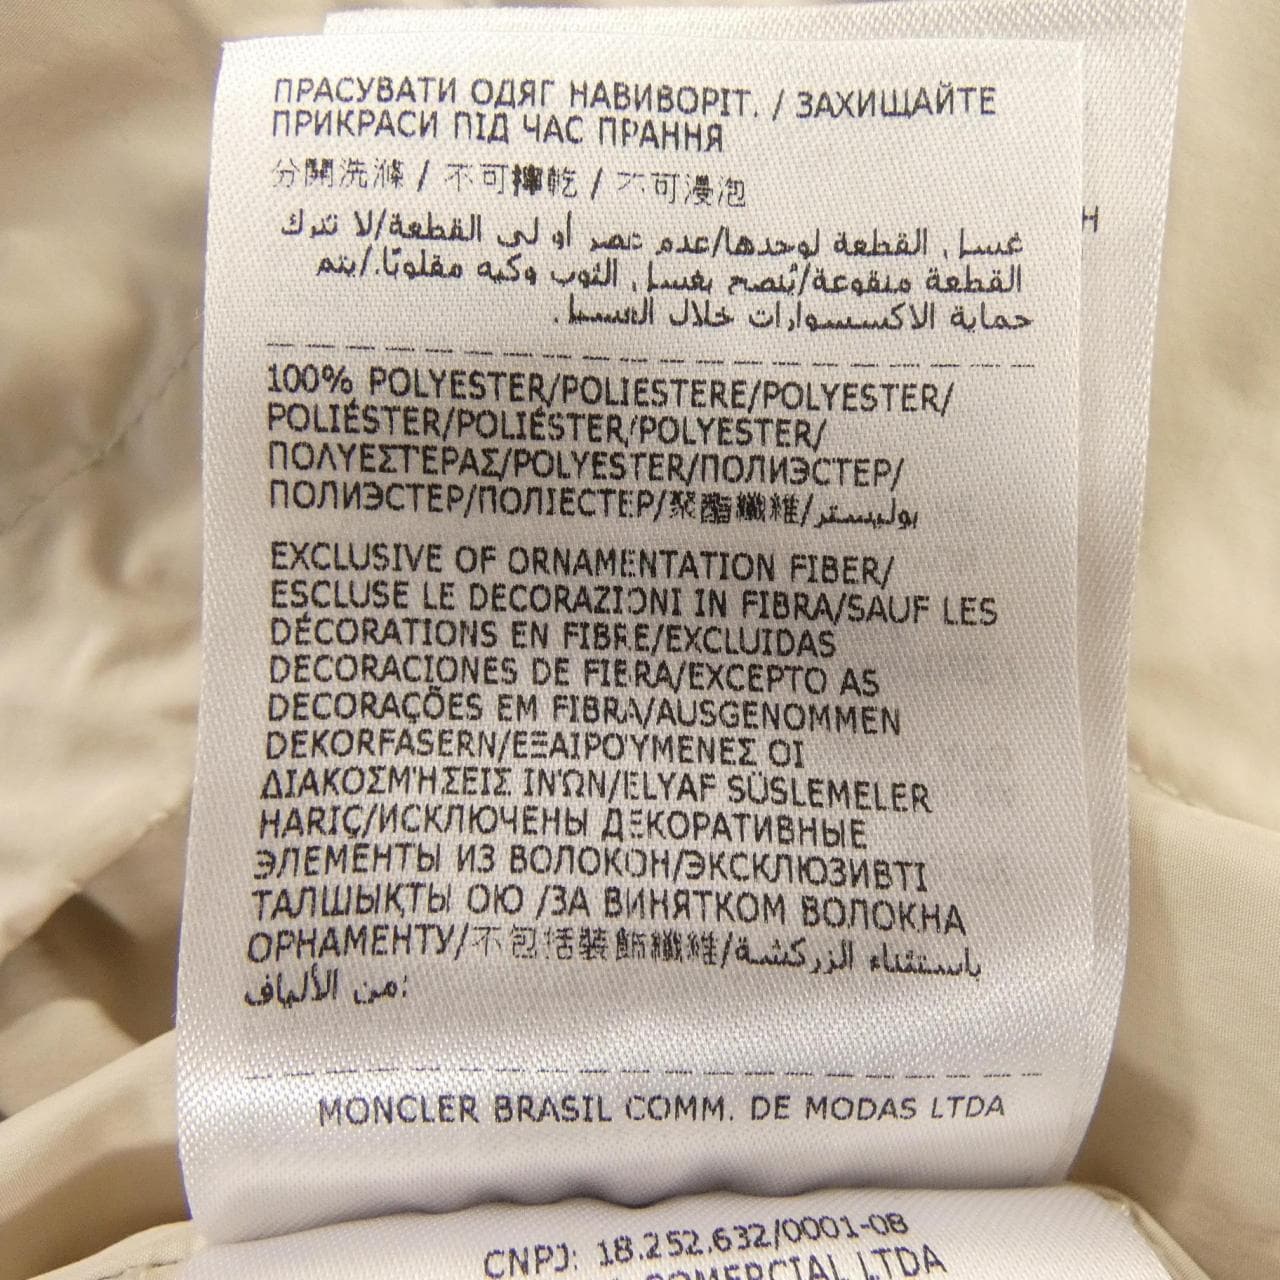 ПРАСУВАТИ ОДЯГ НАВИВОРІТ. / ЗАХИЩАЙТЕ
ПРИКРАСИ ПІД ЧАС ПРАННЯ
分開洗滌 / 不可擰乾 / 不可浸泡
غسل القطعة لوحدها/عدم عصر أو لي القطعة/لا تترك
القطعة منقوعة/يُنصح بغسل الثوب وكيه مقلوبًا./يتم
حماية الاكسسوارات خلال الغسيل.
100% POLYESTER/POLIESTERE/POLYESTER/
POLIÉSTER/POLIÉSTER/POLYESTER/
ΠΟΛΥΕΣΤΕΡΑΣ/POLYESTER/ПОЛИЭСТЕР/
ПОЛИЭСТЕР/ПОЛІЕСТЕР/聚酯纖維/بوليستر
EXCLUSIVE OF ORNAMENTATION FIBER/
ESCLUSE LE DECORAZIONI IN FIBRA/SAUF LES
DÉCORATIONS EN FIBRE/EXCLUIDAS
DECORACIONES DE FIBRA/EXCEPTO AS
DECORAÇÕES EM FIBRA/AUSGENOMMEN
DEKORFASERN/ΕΞΑΙΡΟΎΜΕΝΕΣ ΟΙ
ΔΙΑΚΟΣΜΉΣΕΙΣ ΙΝΏΝ/ELYAF SÜSLEMELER
HARIÇ/ИСКЛЮЧЕНЫ ДЕКОРАТИВНЫЕ
ЭЛЕМЕНТЫ ИЗ ВОЛОКОН/ЭКСКЛЮЗИВТІ
ТАЛШЫҚТЫ ОЮ /ЗА ВИНЯТКОМ ВОЛОКНА
ОРНАМЕНТУ/不包括裝飾纖維/باستثناء الزركشة
من الألياف:
MONCLER BRASIL COMM. DE MODAS LTDA
CNPJ: 18.252.632/0001-08
COMERCIAL LTDA
H